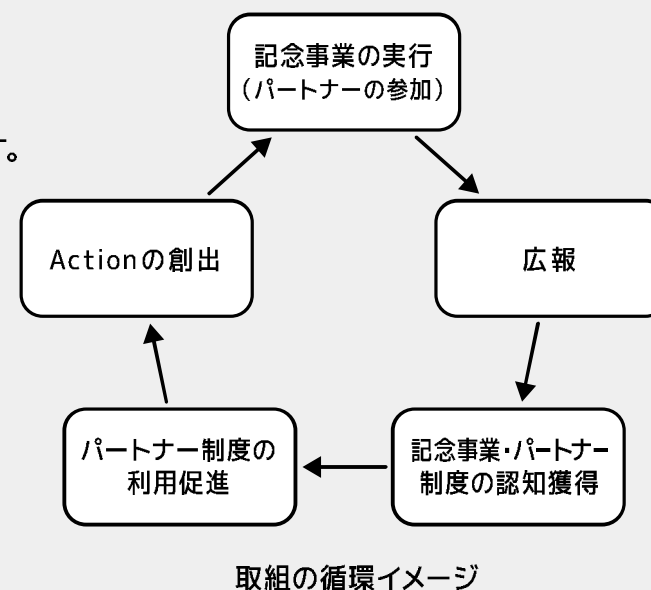 記念事業の実行
（パートナーの参加）
す。
Actionの創出
広報
パートナー制度の
利用促進
記念事業・パートナー
制度の認知獲得
取組の循環イメージ